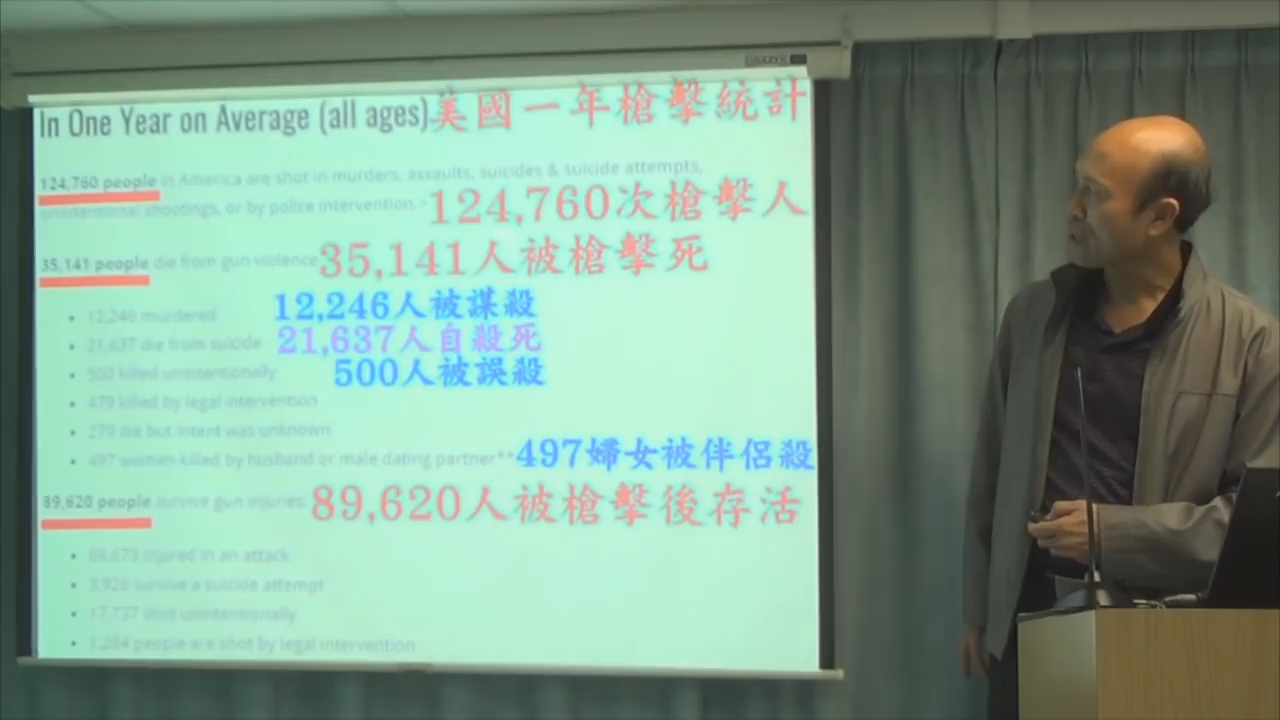 In One Year on Average (all ages) 美國一年槍擊統計
124,760 people in America are shot in murders, assaults, suicides & suicide attempts,
unintentional shootings, or by police intervention. 124,760次槍擊人
35,141 people die from gun violence 35,141人被槍擊死
• 12,246 murdered 12,246人被謀殺
• 21,637 die from suicide 21,637人自殺死
• 500 killed unintentionally 500人被誤殺
• 479 killed by legal intervention
• 279 die but intent was unknown
• 497 women killed by husband or male dating partner** 497婦女被伴侶殺
89,620 people survive gun injuries: 89,620人被槍擊後存活
• 66,673 injured in an attack
• 3,926 survive a suicide attempt
• 17,737 shot unintentionally
• 1,284 people are shot by legal intervention